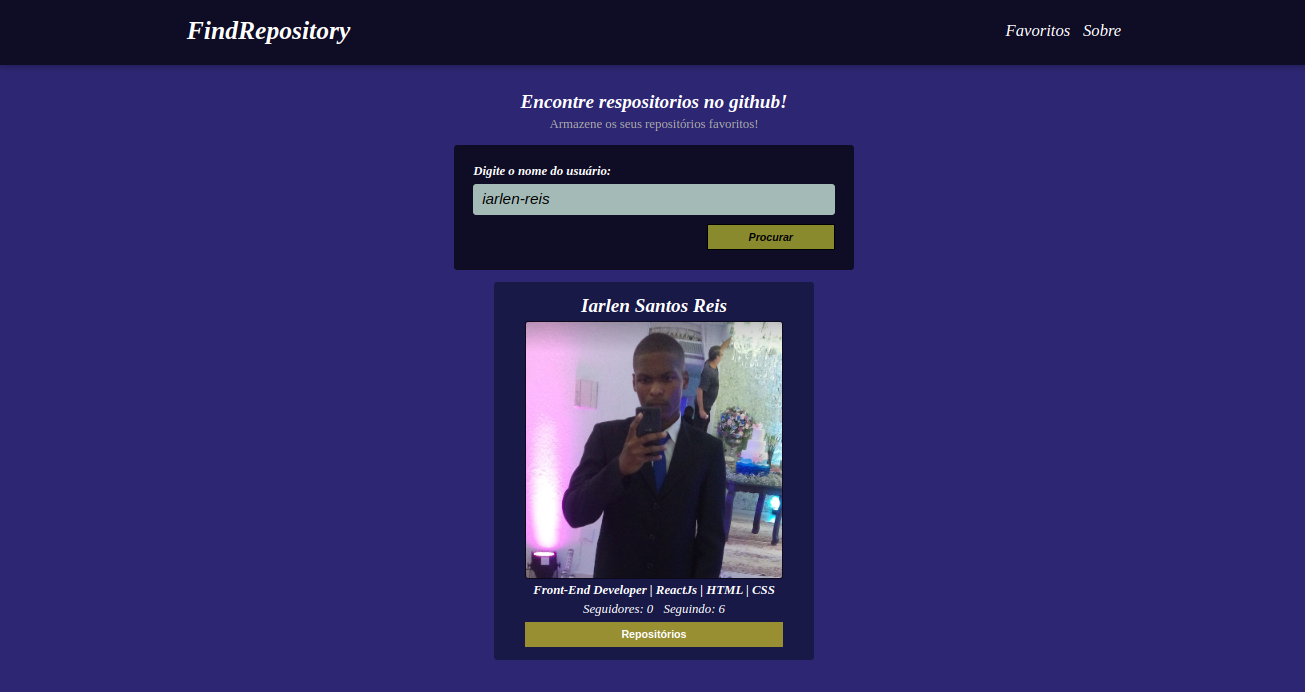 FindRepository
Favoritos Sobre
Encontre respositorios no github!
Armazene os seus repositórios favoritos!
Digite o nome do usuário:
iarlen-reis
Procurar
Iarlen Santos Reis
Front-End Developer | ReactJs | HTML | CSS
Seguidores: 0 Seguindo: 6
Repositórios